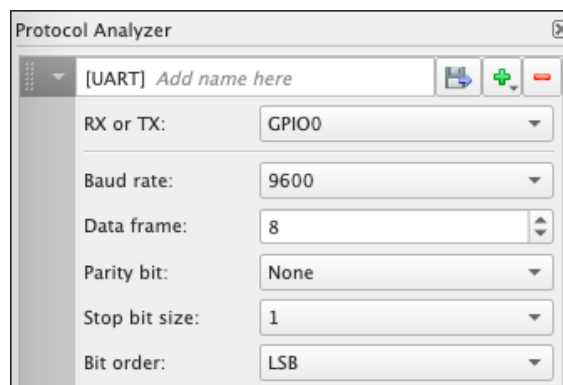 Protocol Analyzer
[UART] Add name here
RX or TX: GPIO0
Baud rate: 9600
Data frame: 8
Parity bit: None
Stop bit size: 1
Bit order: LSB